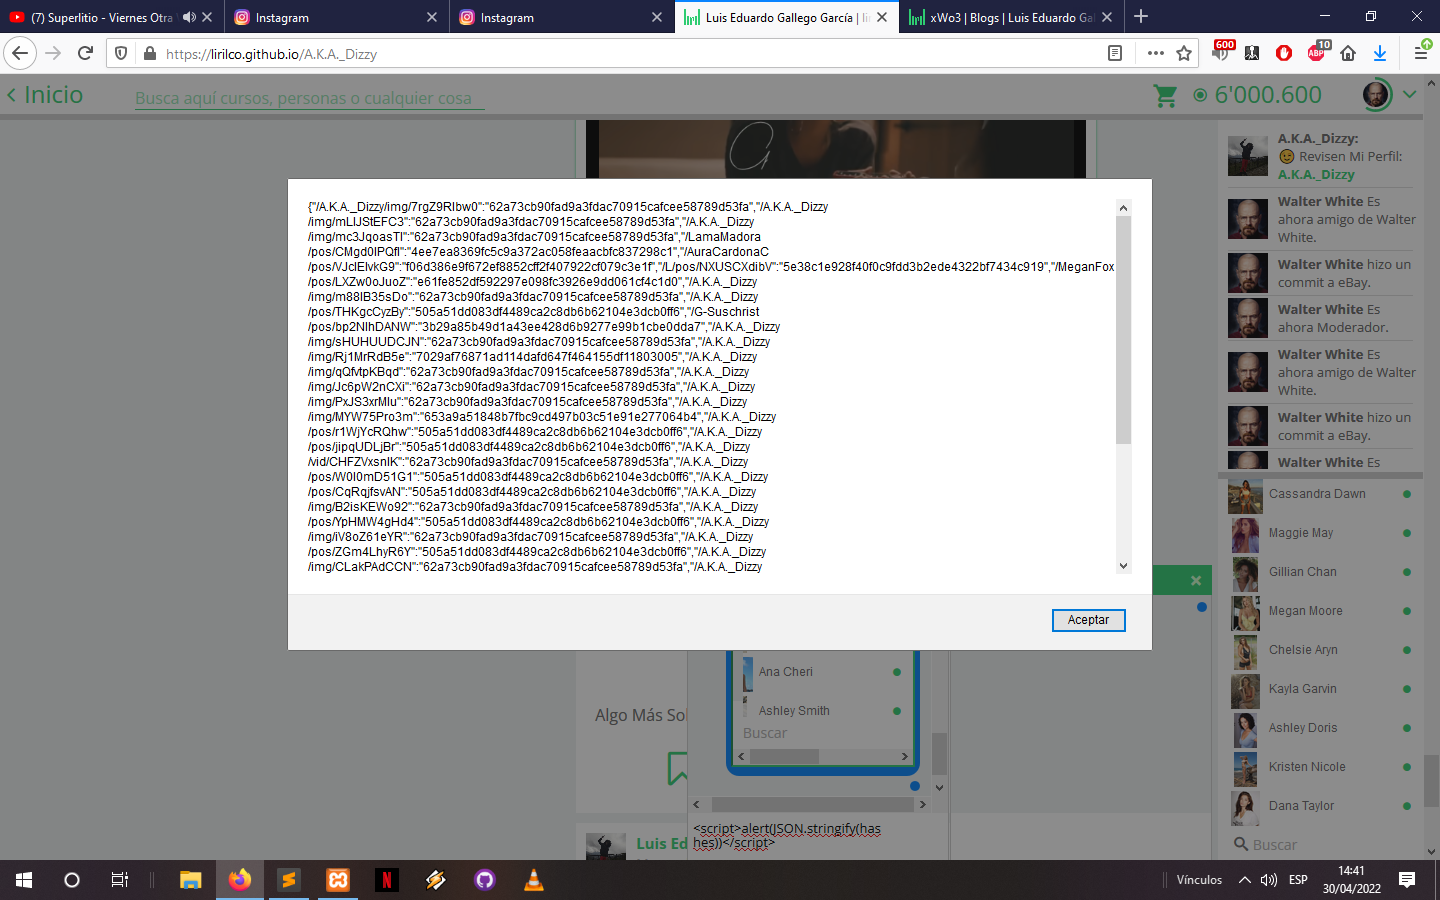 (7) Superlitio - Viernes Otra V
Instagram
Instagram
Luis Eduardo Gallego García | li
xWo3 | Blogs | Luis Eduardo Ga
https://lirilco.github.io/A.K.A._Dizzy
600
ABP
10
Inicio
Busca aquí cursos, personas o cualquier cosa
6'000.600
{"/A.K.A._Dizzy/img/7rgZ9RIbw0":"62a73cb90fad9a3fdac70915cafcee58789d53fa","/A.K.A._Dizzy
/img/mLIJStEFC3":"62a73cb90fad9a3fdac70915cafcee58789d53fa","/A.K.A._Dizzy
/img/mc3JqoasTl":"62a73cb90fad9a3fdac70915cafcee58789d53fa","/LamaMadora
/pos/CMgd0IPQfl":"4ee7ea8369fc5c9a372ac058feaacbfc837298c1","/AuraCardonaC
/pos/VJclElvkG9":"f06d386e9f672ef8852cff2f407922cf079c3e1f","/L/pos/NXUSCXdibV":"5e38c1e928f40f0c9fdd3b2ede4322bf7434c919","/MeganFox
/pos/LXZw0oJuoZ":"e61fe852df592297e098fc3926e9dd061cf4c1d0","/A.K.A._Dizzy
/img/m88IB35sDo":"62a73cb90fad9a3fdac70915cafcee58789d53fa","/A.K.A._Dizzy
/pos/THKgcCyzBy":"505a51dd083df4489ca2c8db6b62104e3dcb0ff6","/G-Suschrist
/pos/bp2NIhDANW":"3b29a85b49d1a43ee428d6b9277e99b1cbe0dda7","/A.K.A._Dizzy
/img/sHUHUUDCJN":"62a73cb90fad9a3fdac70915cafcee58789d53fa","/A.K.A._Dizzy
/img/Rj1MrRdB5e":"7029af76871ad114dafd647f464155df11803005","/A.K.A._Dizzy
/img/qQfvtpKBqd":"62a73cb90fad9a3fdac70915cafcee58789d53fa","/A.K.A._Dizzy
/img/Jc6pW2nCXi":"62a73cb90fad9a3fdac70915cafcee58789d53fa","/A.K.A._Dizzy
/img/PxJS3xrMlu":"62a73cb90fad9a3fdac70915cafcee58789d53fa","/A.K.A._Dizzy
/img/MYW75Pro3m":"653a9a51848b7fbc9cd497b03c51e91e277064b4","/A.K.A._Dizzy
/pos/r1WjYcRQhw":"505a51dd083df4489ca2c8db6b62104e3dcb0ff6","/A.K.A._Dizzy
/pos/jipqUDLjBr":"505a51dd083df4489ca2c8db6b62104e3dcb0ff6","/A.K.A._Dizzy
/vid/CHFZVxsnlK":"62a73cb90fad9a3fdac70915cafcee58789d53fa","/A.K.A._Dizzy
/pos/W0I0mD51G1":"505a51dd083df4489ca2c8db6b62104e3dcb0ff6","/A.K.A._Dizzy
/pos/CqRqjfsvAN":"505a51dd083df4489ca2c8db6b62104e3dcb0ff6","/A.K.A._Dizzy
/img/B2isKEWo92":"62a73cb90fad9a3fdac70915cafcee58789d53fa","/A.K.A._Dizzy
/pos/YpHMW4gHd4":"505a51dd083df4489ca2c8db6b62104e3dcb0ff6","/A.K.A._Dizzy
/img/iV8oZ61eYR":"62a73cb90fad9a3fdac70915cafcee58789d53fa","/A.K.A._Dizzy
/pos/ZGm4LhyR6Y":"505a51dd083df4489ca2c8db6b62104e3dcb0ff6","/A.K.A._Dizzy
/img/CLakPAdCCN":"62a73cb90fad9a3fdac70915cafcee58789d53fa","/A.K.A._Dizzy
Aceptar
Ana Cheri
Ashley Smith
Buscar
Algo Más Sol
<script>alert(JSON.stringify(has
hes))</script>
Luis Ed
A.K.A._Dizzy:
😉 Revisen Mi Perfil:
A.K.A._Dizzy
Walter White Es
ahora amigo de Walter
White.
Walter White hizo un
commit a eBay.
Walter White Es
ahora Moderador.
Walter White Es
ahora amigo de Walter
White.
Walter White hizo un
commit a eBay.
Walter White Es
Cassandra Dawn
Maggie May
Gillian Chan
Megan Moore
Chelsie Aryn
Kayla Garvin
Ashley Doris
Kristen Nicole
Dana Taylor
Buscar
N
Vínculos
ESP
14:41
30/04/2022